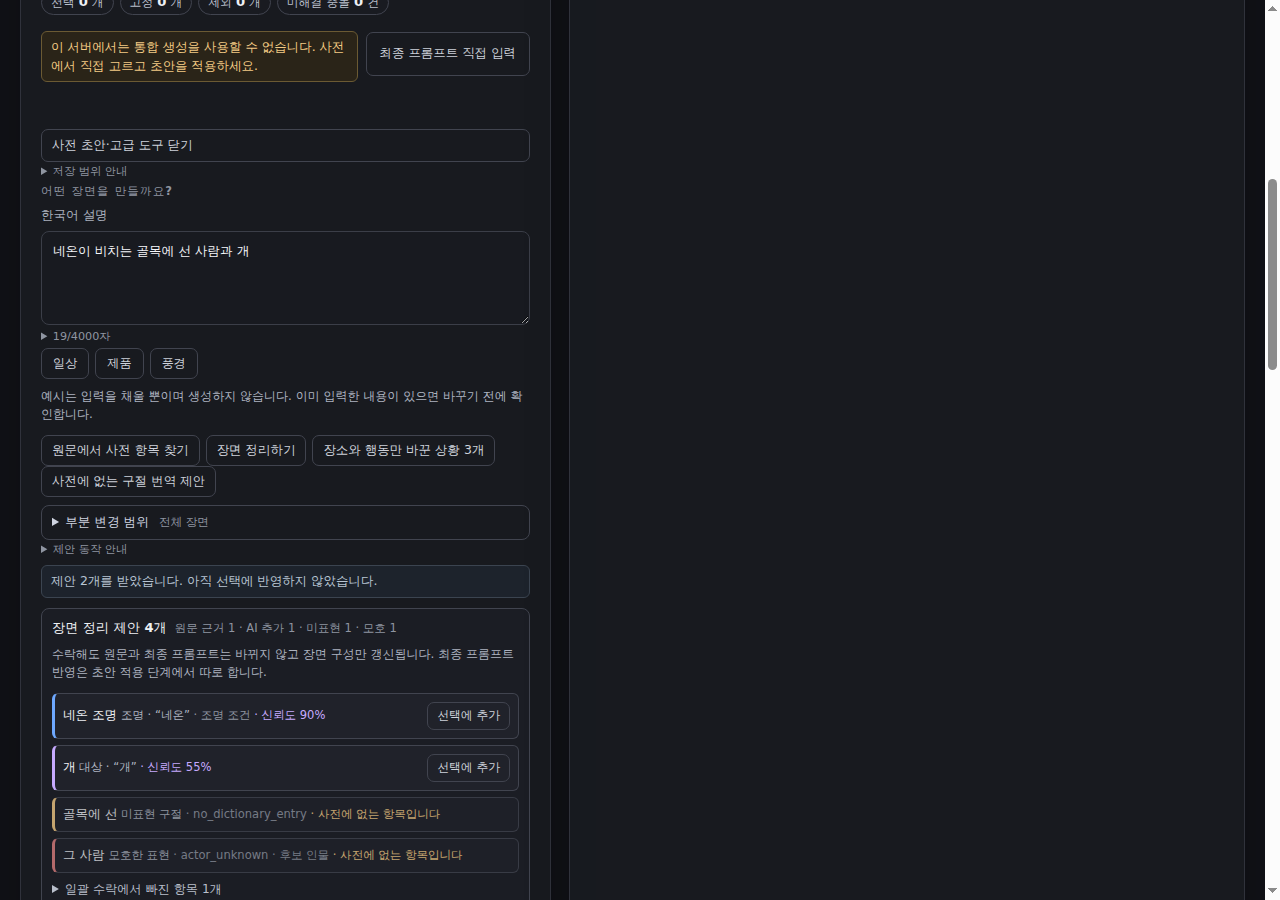 선택 0 개 고정 0 개 제외 0 개 미해결 충돌 0 건
이 서버에서는 통합 생성을 사용할 수 없습니다. 사전
에서 직접 고르고 초안을 적용하세요.
최종 프롬프트 직접 입력
사전 초안·고급 도구 닫기
▶ 저장 범위 안내
어떤 장면을 만들까요?
한국어 설명
네온이 비치는 골목에 선 사람과 개
▶ 19/4000자
일상 제품 풍경
예시는 입력을 채울 뿐이며 생성하지 않습니다. 이미 입력한 내용이 있으면 바꾸기 전에 확
인합니다.
원문에서 사전 항목 찾기 장면 정리하기 장소와 행동만 바꾼 상황 3개
사전에 없는 구절 번역 제안
▶ 부분 변경 범위 전체 장면
▶ 제안 동작 안내
제안 2개를 받았습니다. 아직 선택에 반영하지 않았습니다.
장면 정리 제안 4개 원문 근거 1 · AI 추가 1 · 미표현 1 · 모호 1
수락해도 원문과 최종 프롬프트는 바뀌지 않고 장면 구성만 갱신됩니다. 최종 프롬프트
반영은 초안 적용 단계에서 따로 합니다.
네온 조명 조명 · “네온” · 조명 조건 · 신뢰도 90% 선택에 추가
개 대상 · “개” · 신뢰도 55% 선택에 추가
골목에 선 미표현 구절 · no_dictionary_entry · 사전에 없는 항목입니다
그 사람 모호한 표현 · actor_unknown · 후보 인물 · 사전에 없는 항목입니다
▶ 일괄 수락에서 빠진 항목 1개